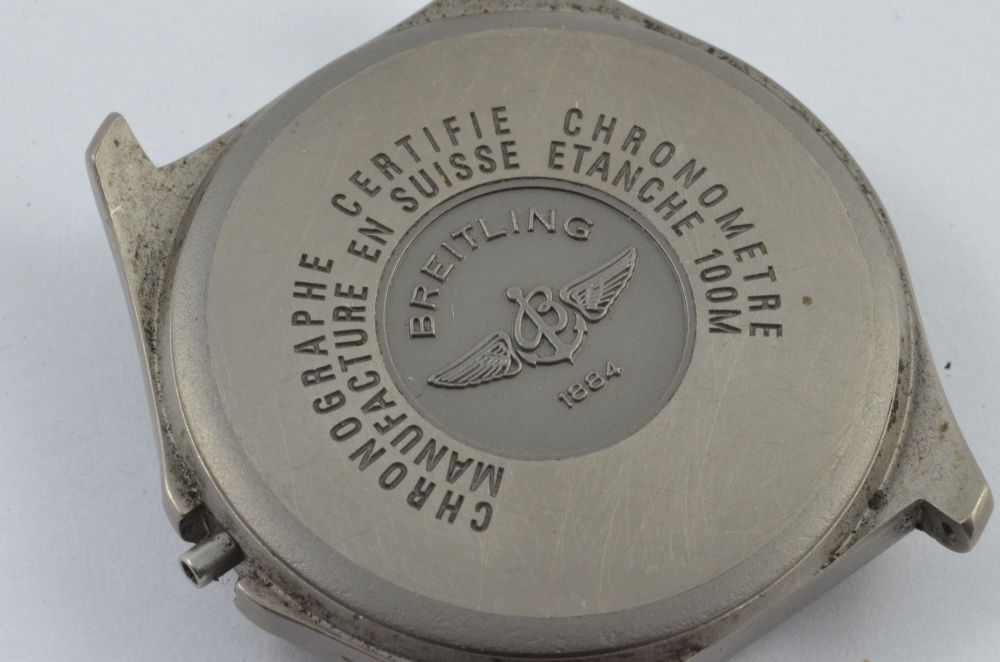 CHRONOGRAPHE CERTIFIE CHRONOMETRE
MANUFACTURE EN SUISSE ETANCHE 100M
BREITLING
B
1884